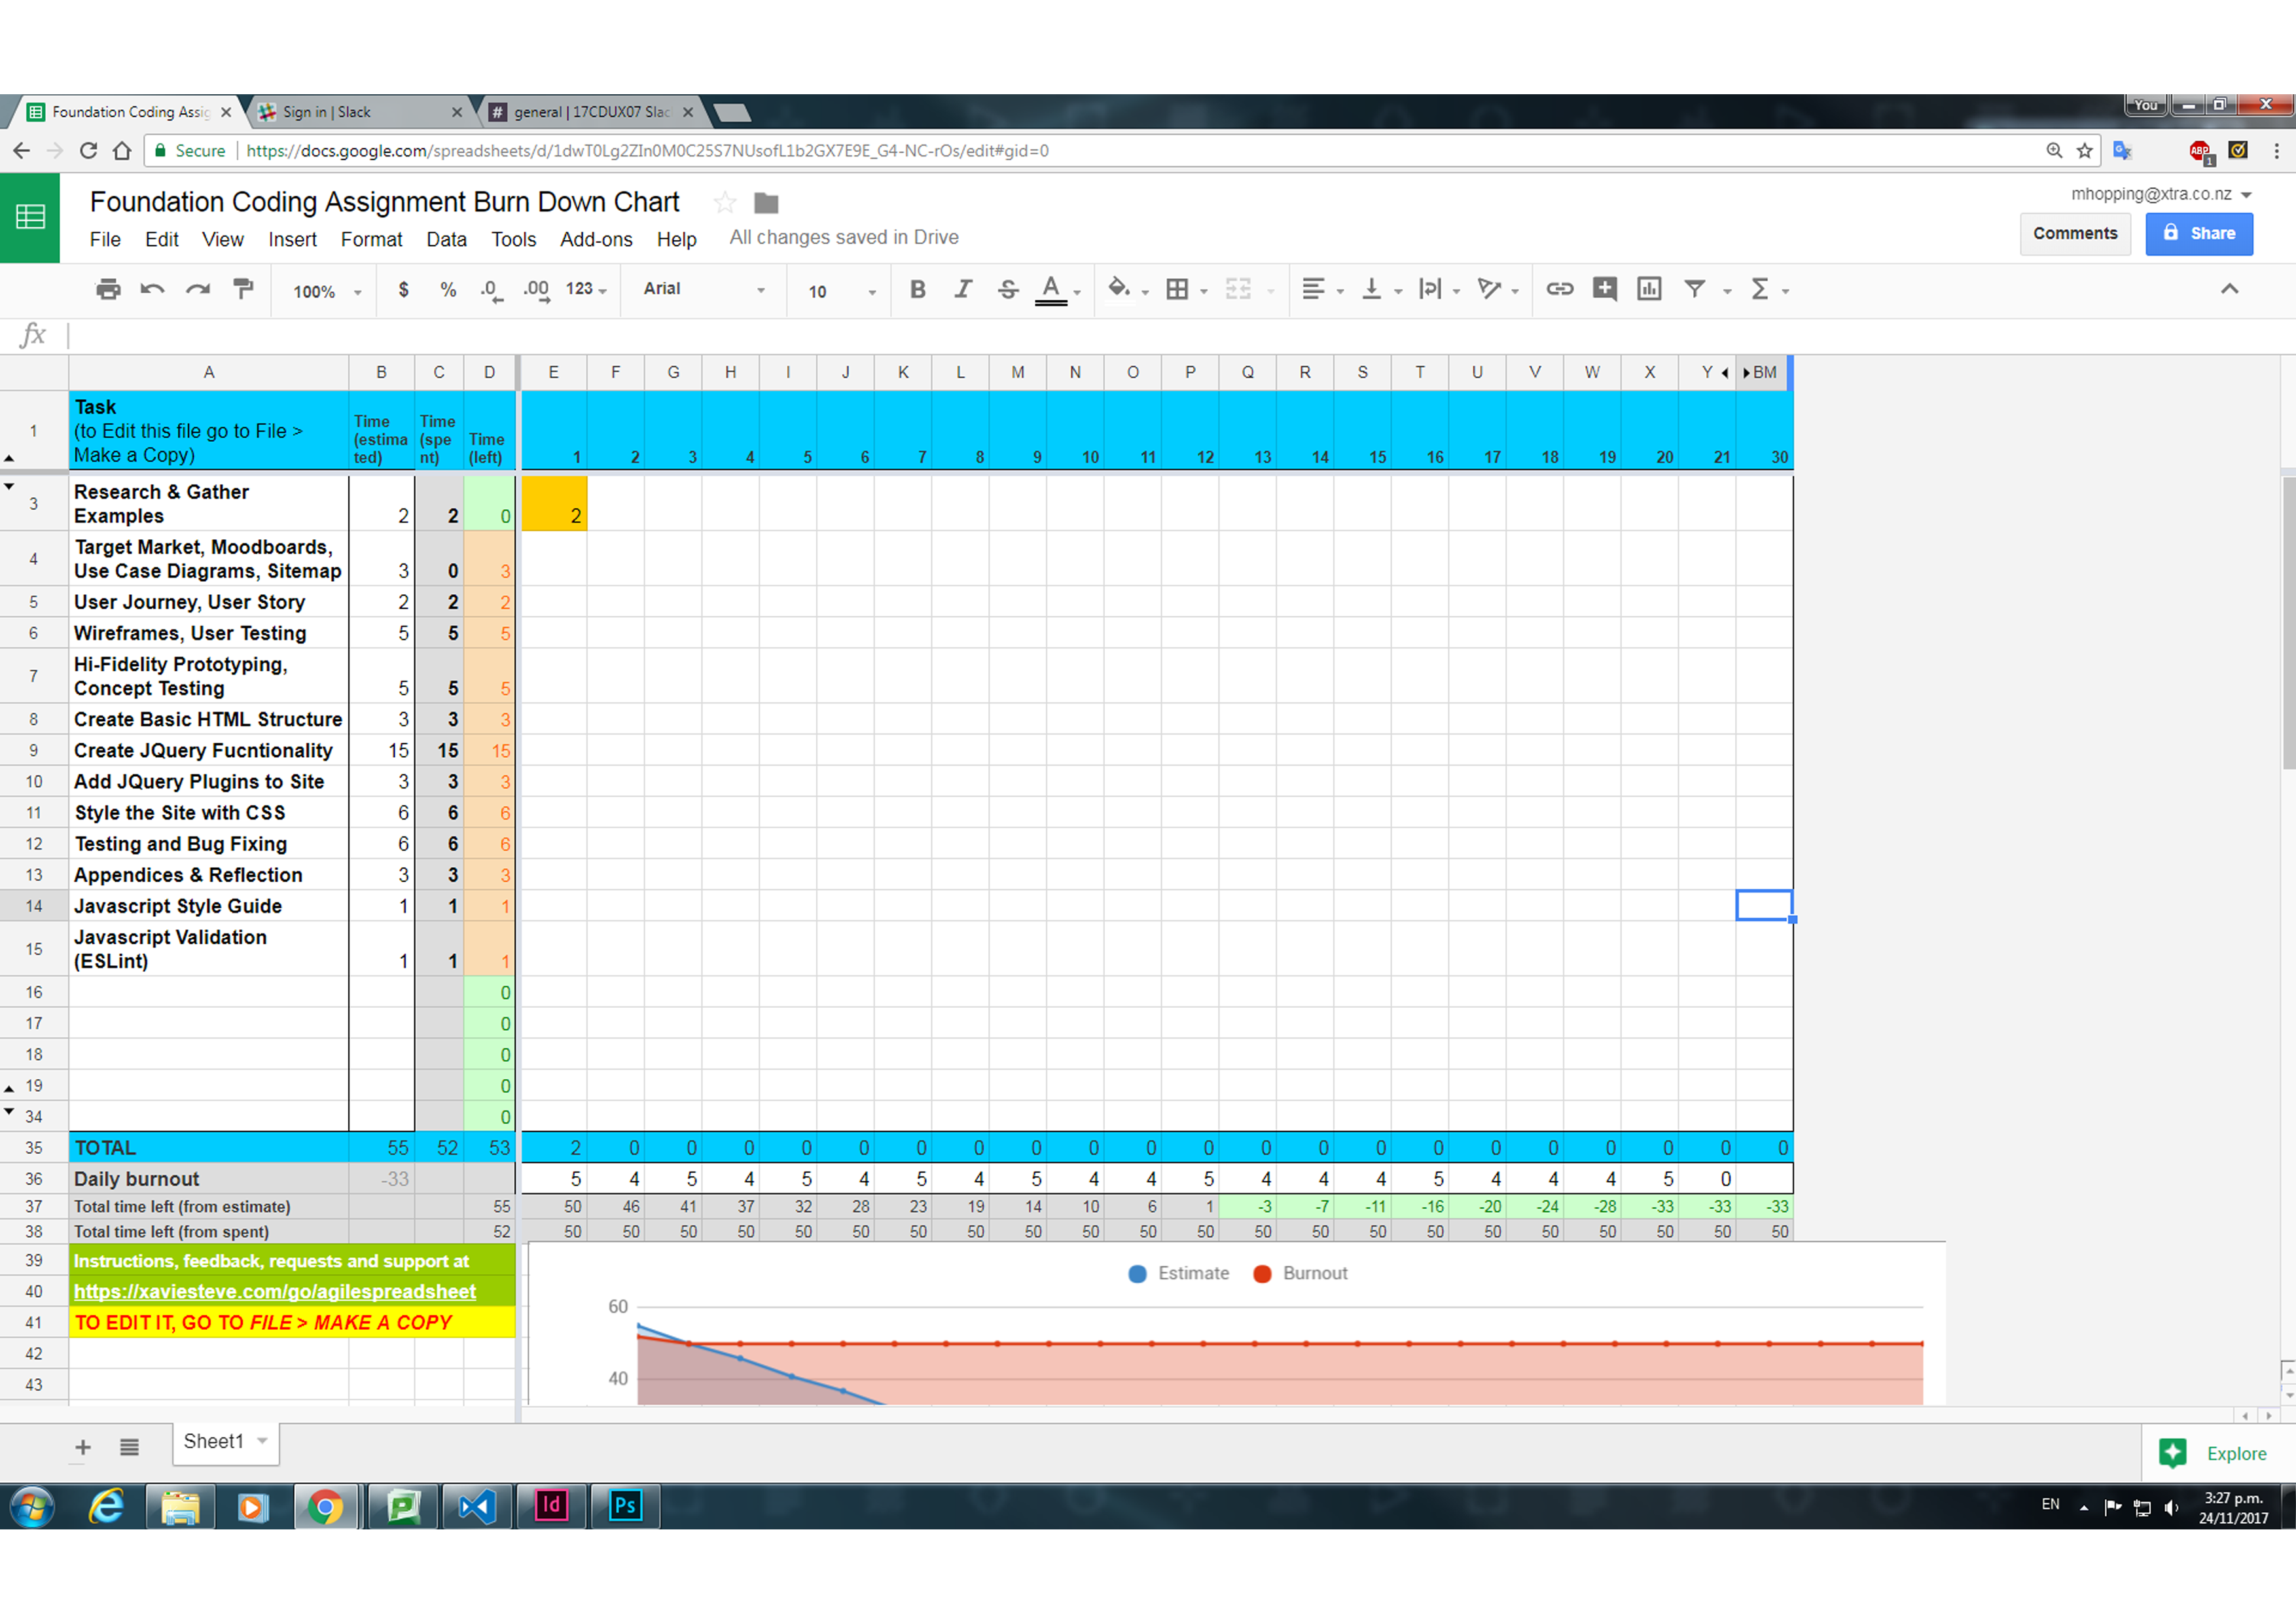 Foundation Coding Assig
Sign in | Slack
general | 17CDUX07 Slac
You
Secure
https://docs.google.com/spreadsheets/d/1dwT0Lg2ZIn0M0C25S7NUsofL1b2GX7E9E_G4-NC-rOs/edit#gid=0
ABP
1
Foundation Coding Assignment Burn Down Chart
mhopping@xtra.co.nz
File Edit View Insert Format Data Tools Add-ons Help All changes saved in Drive
Comments
Share
100% $ % .0 .00 123 Arial 10 B I S A
fx
A B C D E F G H I J K L M N O P Q R S T U V W X Y BM
1
Task
(to Edit this file go to File >
Make a Copy)
Time
(estima
ted)
Time
(spe
nt)
Time
(left)
1 2 3 4 5 6 7 8 9 10 11 12 13 14 15 16 17 18 19 20 21 30
3 Research & Gather
Examples 2 2 0 2
4 Target Market, Moodboards,
Use Case Diagrams, Sitemap 3 0 3
5 User Journey, User Story 2 2 2
6 Wireframes, User Testing 5 5 5
7 Hi-Fidelity Prototyping,
Concept Testing 5 5 5
8 Create Basic HTML Structure 3 3 3
9 Create JQuery Fucntionality 15 15 15
10 Add JQuery Plugins to Site 3 3 3
11 Style the Site with CSS 6 6 6
12 Testing and Bug Fixing 6 6 6
13 Appendices & Reflection 3 3 3
14 Javascript Style Guide 1 1 1
15 Javascript Validation
(ESLint) 1 1 1
16 0
17 0
18 0
19 0
34 0
35 TOTAL 55 52 53 2 0 0 0 0 0 0 0 0 0 0 0 0 0 0 0 0 0 0 0 0 0
36 Daily burnout -33 5 4 5 4 5 4 5 4 5 4 4 5 4 4 4 5 4 4 4 5 0
37 Total time left (from estimate) 55 50 46 41 37 32 28 23 19 14 10 6 1 -3 -7 -11 -16 -20 -24 -28 -33 -33 -33
38 Total time left (from spent) 52 50 50 50 50 50 50 50 50 50 50 50 50 50 50 50 50 50 50 50 50 50 50
39 Instructions, feedback, requests and support at
40 https://xaviesteve.com/go/agilespreadsheet
41 TO EDIT IT, GO TO FILE > MAKE A COPY
42
43
Estimate Burnout
60
40
Sheet1
Explore
Id
Ps
EN
3:27 p.m.
24/11/2017